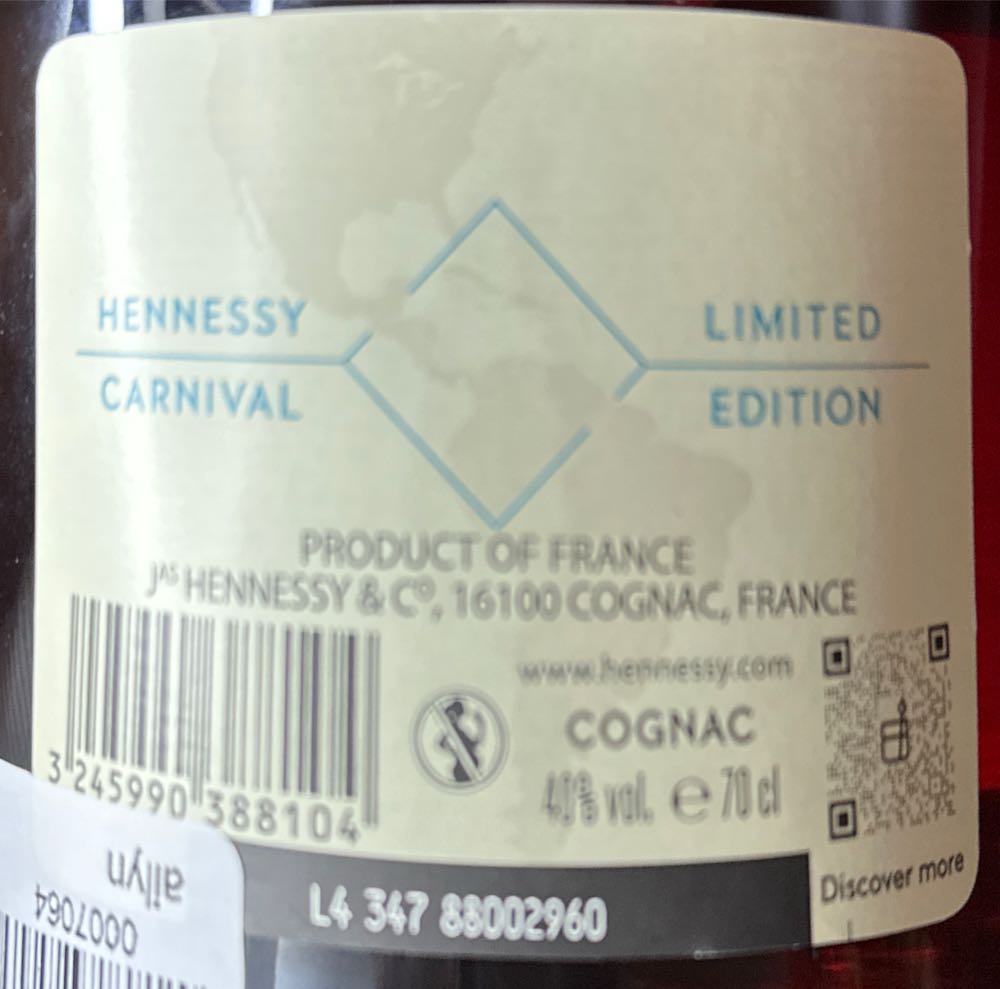 HENNESSY
CARNIVAL
LIMITED
EDITION
PRODUCT OF FRANCE
JAS HENNESSY & Cº, 16100 COGNAC, FRANCE
www.hennessy.com
COGNAC
40% vol. e 70 cl
3 245990 388104
Discover more
L4 347 88002960
ailyn
0007064